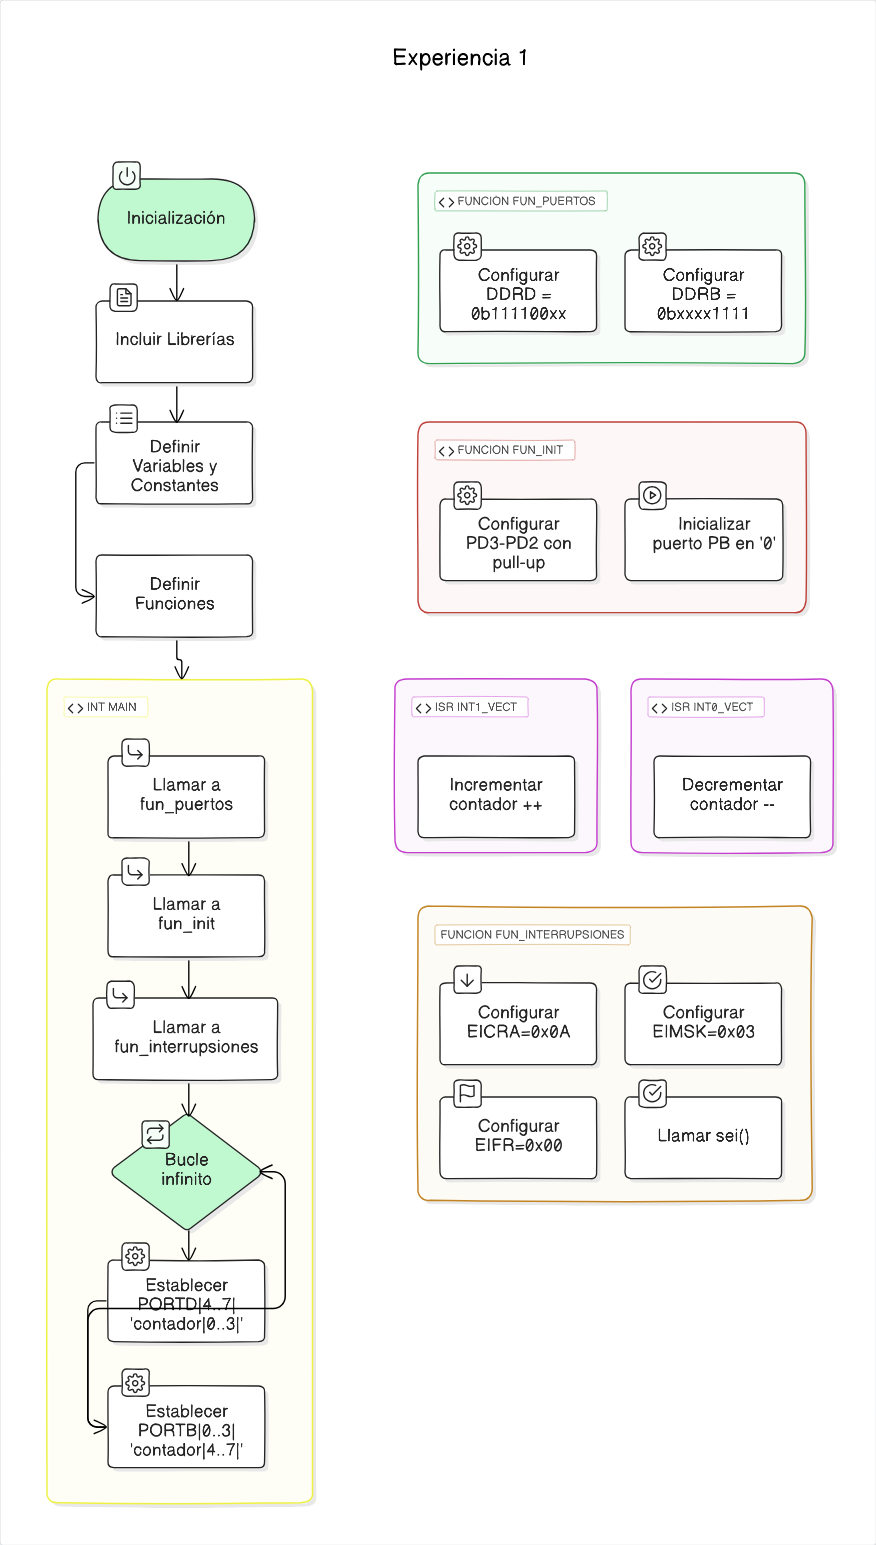 Experiencia 1
Inicialización
Incluir Librerías
Definir
Variables y
Constantes
Definir
Funciones
INT MAIN
Llamar a
fun_puertos
Llamar a
fun_init
Llamar a
fun_interrupsiones
Bucle
infinito
Establecer
PORTD|4..7|
'contador|0..3|'
Establecer
PORTB|0..3|
'contador|4..7|'
FUNCION FUN_PUERTOS
Configurar
DDRD =
0b111100xx
Configurar
DDRB =
0bxxxx1111
FUNCION FUN_INIT
Configurar
PD3-PD2 con
pull-up
Inicializar
puerto PB en '0'
ISR INT1_VECT
Incrementar
contador ++
ISR INT0_VECT
Decrementar
contador --
FUNCION FUN_INTERRUPSIONES
Configurar
EICRA=0x0A
Configurar
EIMSK=0x03
Configurar
EIFR=0x00
Llamar sei()